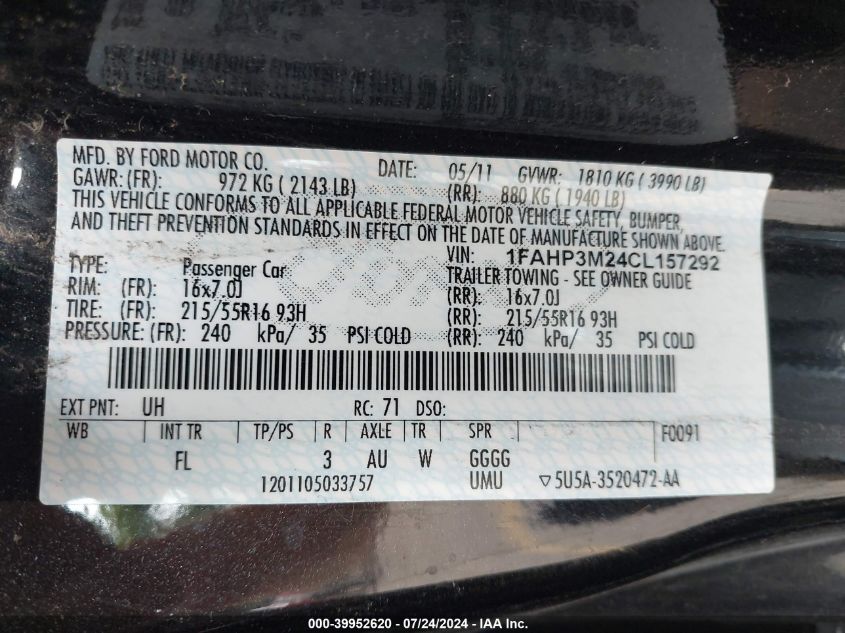 MFD. BY FORD MOTOR CO. DATE: 05/11 GVWR: 1810 KG ( 3990 LB)
GAWR: (FR): 972 KG ( 2143 LB) (RR): 880 KG ( 1940 LB)
THIS VEHICLE CONFORMS TO ALL APPLICABLE FEDERAL MOTOR VEHICLE SAFETY, BUMPER,
AND THEFT PREVENTION STANDARDS IN EFFECT ON THE DATE OF MANUFACTURE SHOWN ABOVE.
VIN: 1FAHP3M24CL157292
TYPE: Passenger Car TRAILER TOWING - SEE OWNER GUIDE
RIM: (FR): 16x7.0J (RR): 16x7.0J
TIRE: (FR): 215/55R16 93H (RR): 215/55R16 93H
PRESSURE: (FR): 240 kPa/ 35 PSI COLD (RR): 240 kPa/ 35 PSI COLD
EXT PNT: UH RC: 71 DSO:
WB INT TR TP/PS R AXLE TR SPR F0091
FL 3 AU W GGGG
1201105033757 UMU ▽5U5A-3520472-AA
000-39952620 - 07/24/2024 - IAA Inc.